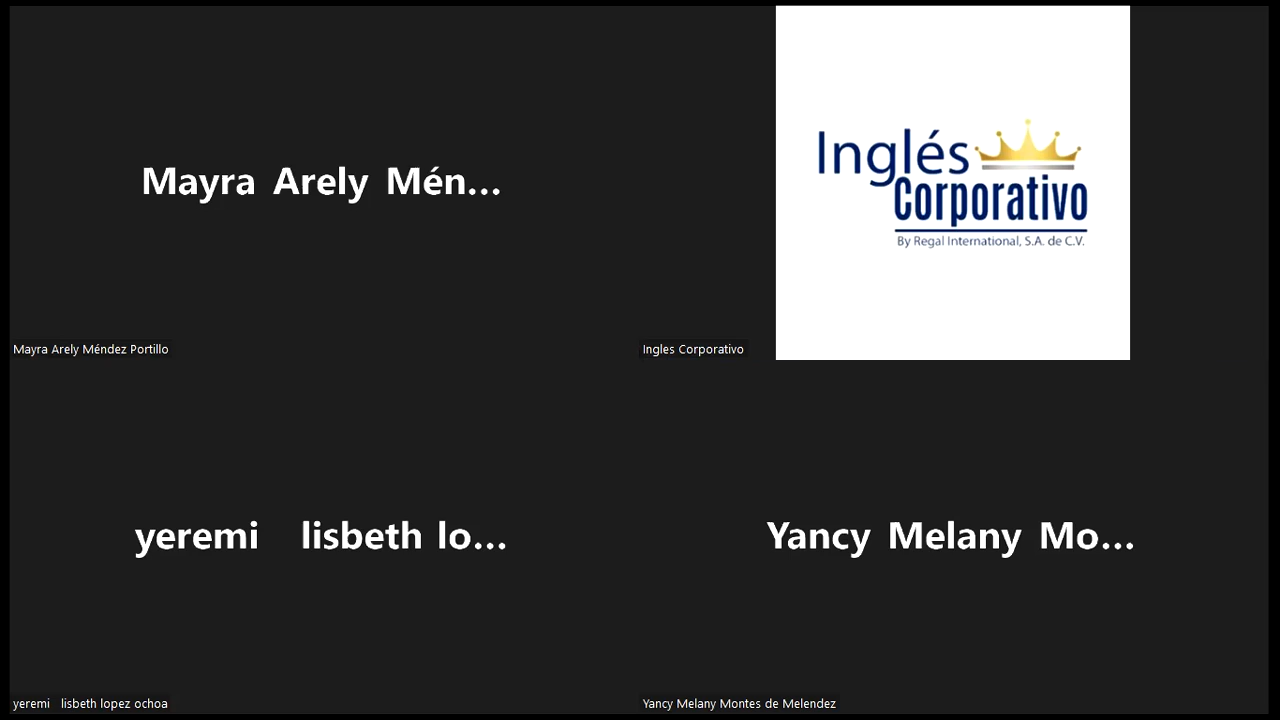 Mayra Arely Mén...
Mayra Arely Méndez Portillo
Inglés
Corporativo
By Regal International, S.A. de C.V.
Ingles Corporativo
yeremi lisbeth lo...
yeremi lisbeth lopez ochoa
Yancy Melany Mo...
Yancy Melany Montes de Melendez